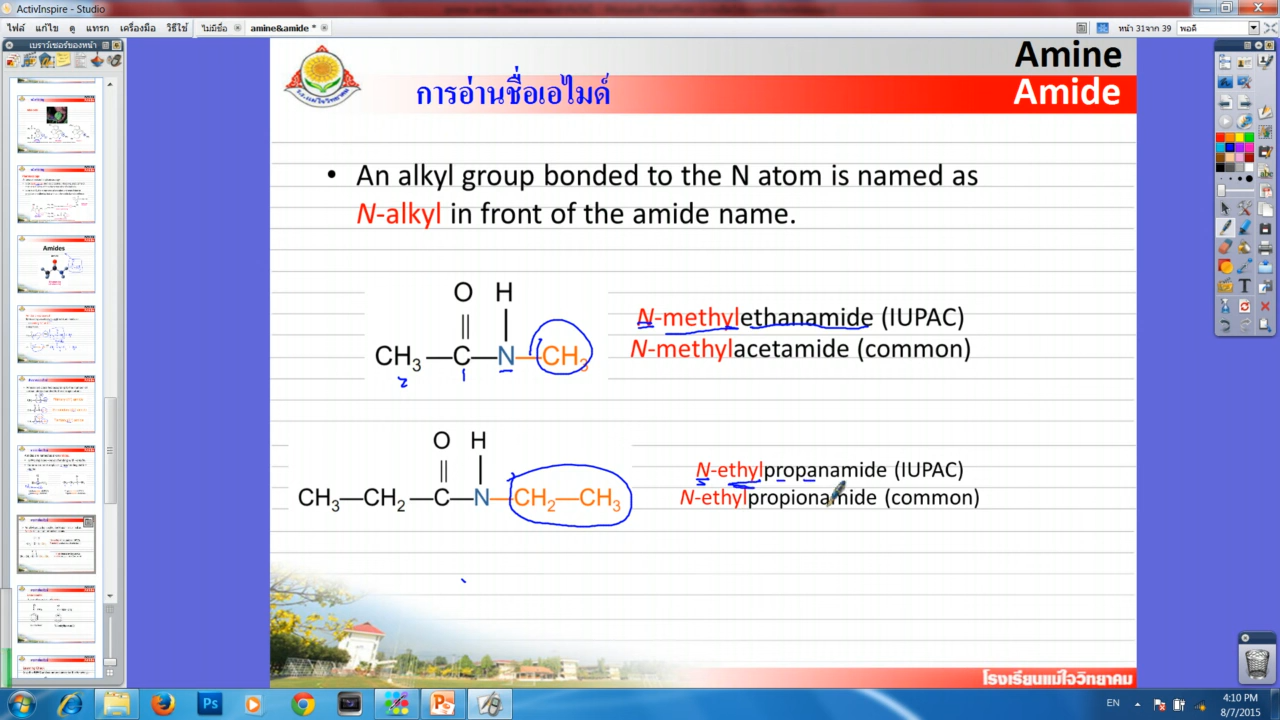 ActivInspire - Studio
ไฟล์ แก้ไข ดู แทรก เครื่องมือ วิธีใช้ ไม่มีชื่อ amine&amide *
หน้า 31จาก 39 พอดี
เบราว์เซอร์ของหน้า
Amides
Amine
Amide
การอ่านชื่อเอไมด์
• An alkyl group bonded to the N atom is named as
N-alkyl in front of the amide name.
O H
CH3—C—N—CH3
2 1
N-methylethanamide (IUPAC)
N-methylacetamide (common)
O H
CH3—CH2—C—N—CH2—CH3
N-ethylpropanamide (IUPAC)
N-ethylpropionamide (common)
โรงเรียนแม่ใจวิทยาคม
EN
4:10 PM
8/7/2015